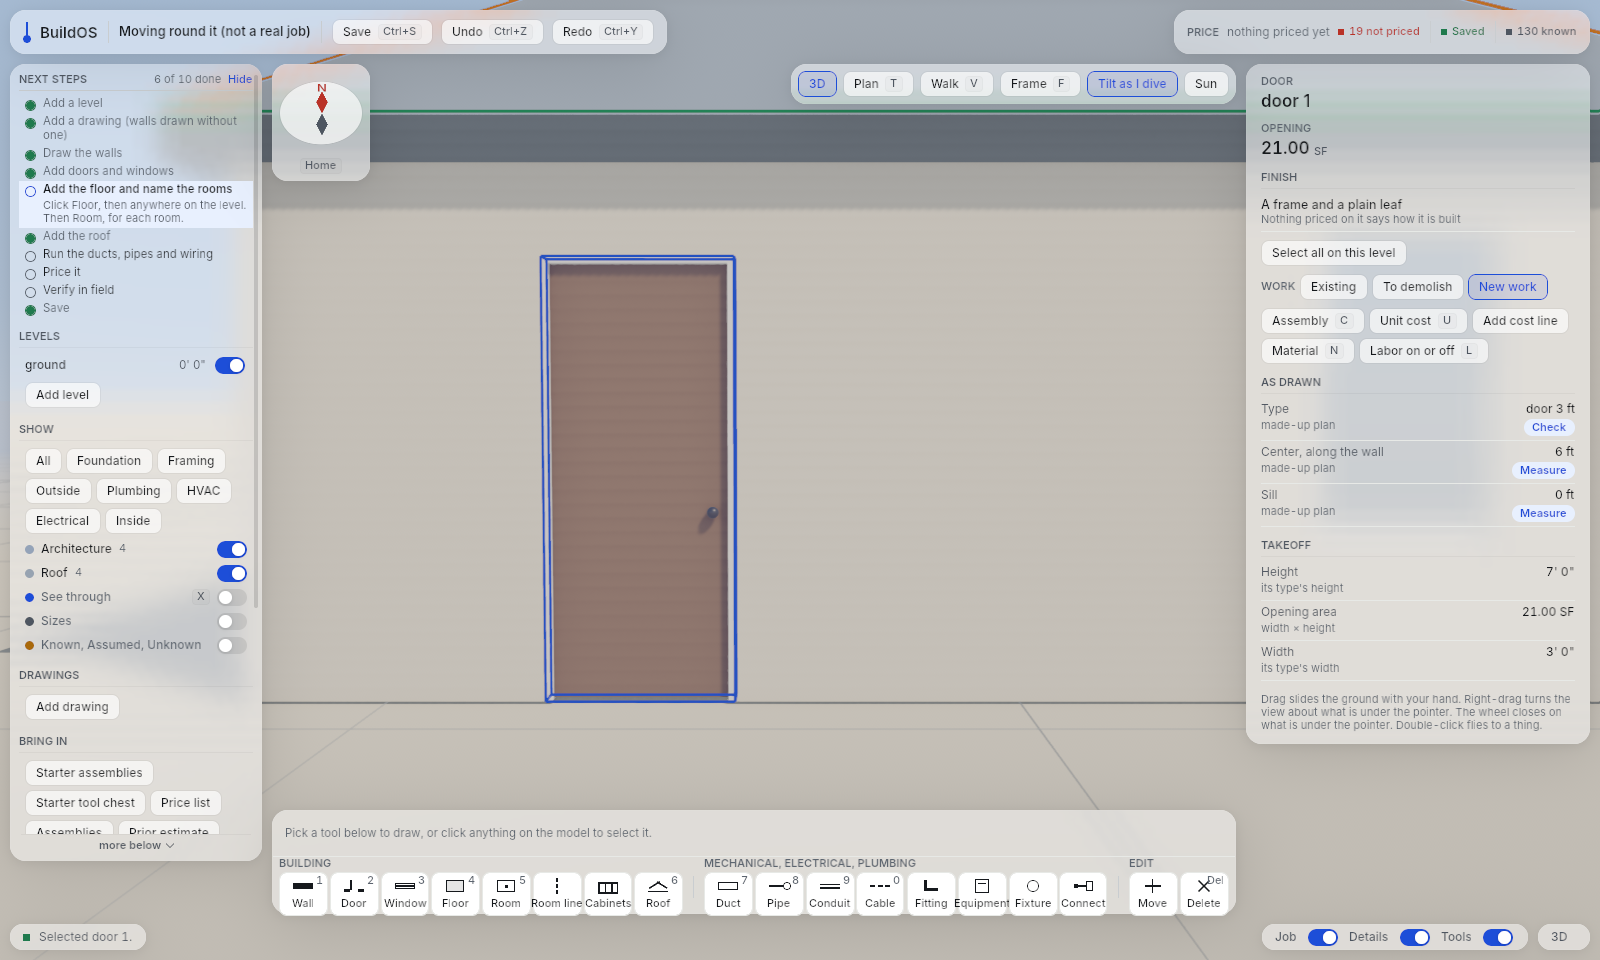 BuildOS
Moving round it (not a real job)
Save Ctrl+S
Undo Ctrl+Z
Redo Ctrl+Y
PRICE nothing priced yet 19 not priced Saved 130 known
NEXT STEPS 6 of 10 done Hide
Add a level
Add a drawing (walls drawn without
one)
Draw the walls
Add doors and windows
Add the floor and name the rooms
Click Floor, then anywhere on the level.
Then Room, for each room.
Add the roof
Run the ducts, pipes and wiring
Price it
Verify in field
Save
LEVELS
ground 0' 0"
Add level
SHOW
All Foundation Framing
Outside Plumbing HVAC
Electrical Inside
Architecture 4
Roof 4
See through X
Sizes
Known, Assumed, Unknown
DRAWINGS
Add drawing
BRING IN
Starter assemblies
Starter tool chest Price list
Assemblies Prior estimate
more below
N
Home
3D Plan T Walk V Frame F Tilt as I dive Sun
DOOR
door 1
OPENING
21.00 SF
FINISH
A frame and a plain leaf
Nothing priced on it says how it is built
Select all on this level
WORK Existing To demolish New work
Assembly C Unit cost U Add cost line
Material N Labor on or off L
AS DRAWN
Type door 3 ft
made-up plan Check
Center, along the wall 6 ft
made-up plan Measure
Sill 0 ft
made-up plan Measure
TAKEOFF
Height 7' 0"
its type's height
Opening area 21.00 SF
width × height
Width 3' 0"
its type's width
Drag slides the ground with your hand. Right-drag turns the
view about what is under the pointer. The wheel closes on
what is under the pointer. Double-click flies to a thing.
Pick a tool below to draw, or click anything on the model to select it.
BUILDING MECHANICAL, ELECTRICAL, PLUMBING EDIT
1 2 3 4 5 6 7 8 9 0 Del
Wall Door Window Floor Room Room line Cabinets Roof Duct Pipe Conduit Cable Fitting Equipment Fixture Connect Move Delete
Selected door 1.
Job Details Tools 3D